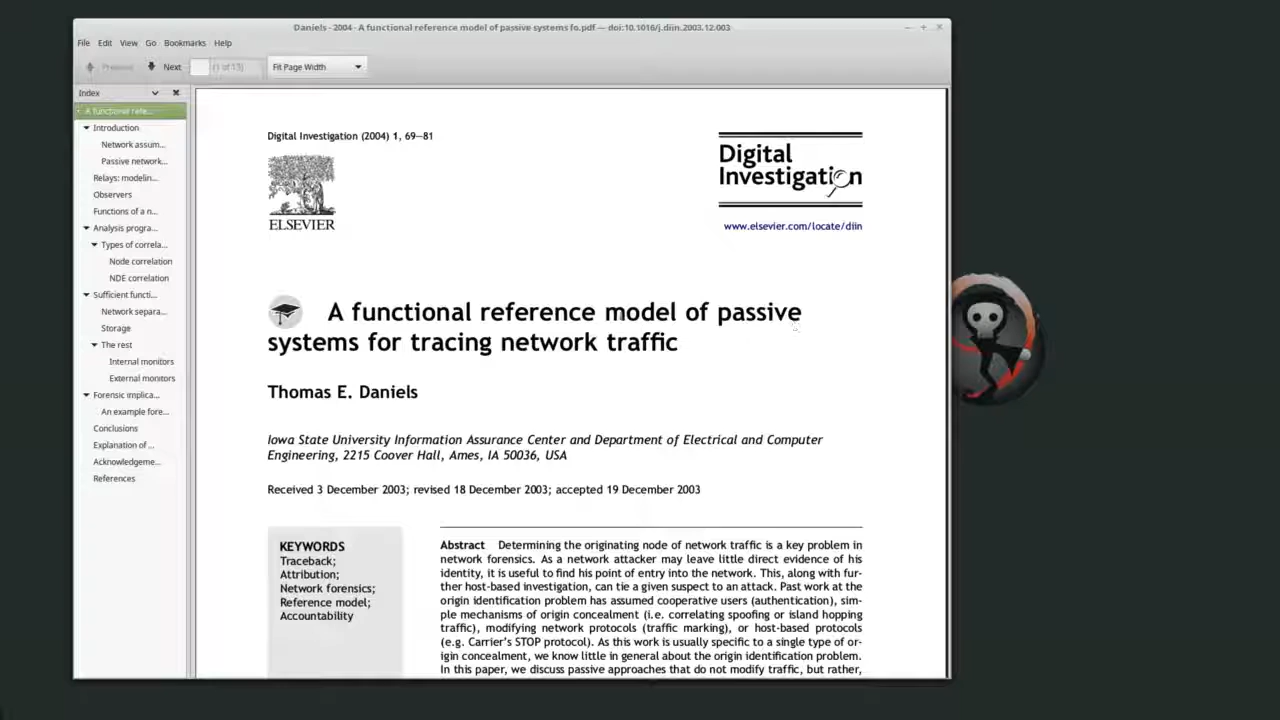 Daniels - 2004 - A functional reference model of passive systems fo.pdf — doi:10.1016/j.diin.2003.12.003
File Edit View Go Bookmarks Help
Previous Next (1 of 13) Fit Page Width
Index
A functional refe...
Introduction
Network assum...
Passive network...
Relays: modelin...
Observers
Functions of a n...
Analysis progra...
Types of correla...
Node correlation
NDE correlation
Sufficient functi...
Network separa...
Storage
The rest
Internal monitors
External monitors
Forensic implica...
An example fore...
Conclusions
Explanation of ...
Acknowledgeme...
References
Digital Investigation (2004) 1, 69–81
ELSEVIER
Digital
Investigation
www.elsevier.com/locate/diin
A functional reference model of passive
systems for tracing network traffic
Thomas E. Daniels
Iowa State University Information Assurance Center and Department of Electrical and Computer
Engineering, 2215 Coover Hall, Ames, IA 50036, USA
Received 3 December 2003; revised 18 December 2003; accepted 19 December 2003
KEYWORDS
Traceback;
Attribution;
Network forensics;
Reference model;
Accountability
Abstract Determining the originating node of network traffic is a key problem in
network forensics. As a network attacker may leave little direct evidence of his
identity, it is useful to find his point of entry into the network. This, along with fur-
ther host-based investigation, can tie a given suspect to an attack. Past work at the
origin identification problem has assumed cooperative users (authentication), sim-
ple mechanisms of origin concealment (i.e. correlating spoofing or island hopping
traffic), modifying network protocols (traffic marking), or host-based protocols
(e.g. Carrier's STOP protocol). As this work is usually specific to a single type of or-
igin concealment, we know little in general about the origin identification problem.
In this paper, we discuss passive approaches that do not modify traffic, but rather,